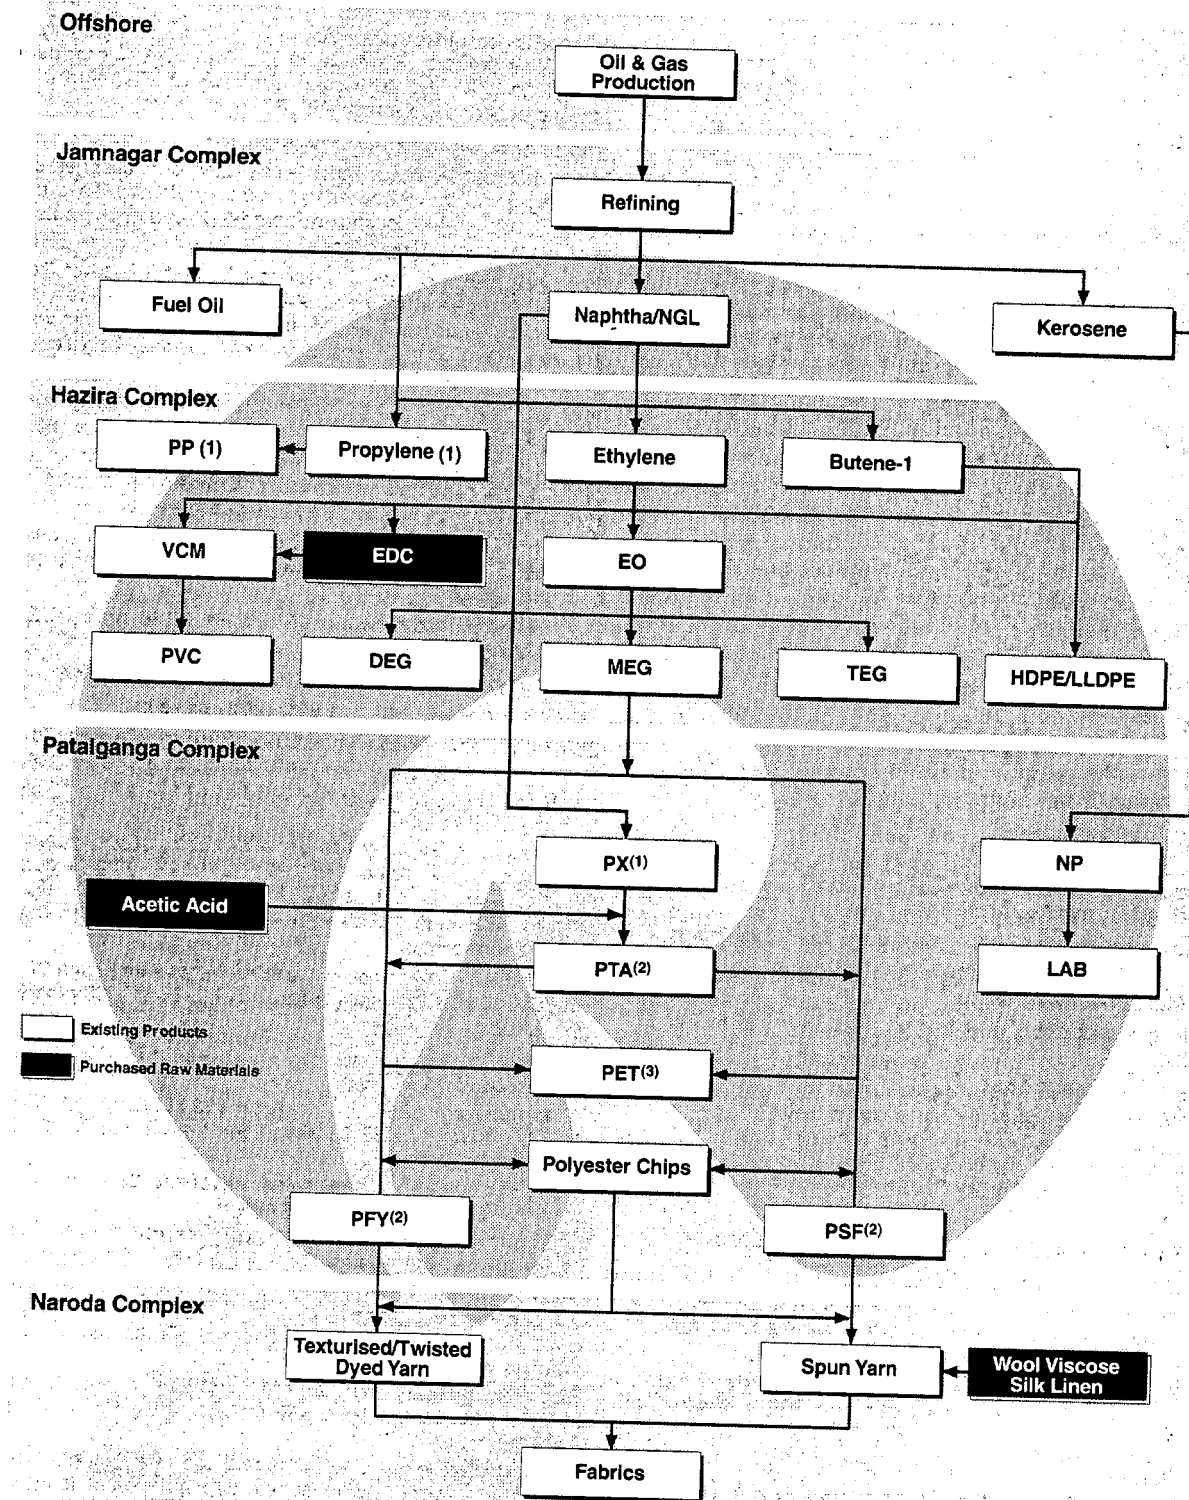 Offshore
Oil & Gas
Production
Jamnagar Complex
Refining
Fuel Oil
Naphtha/NGL
Kerosene
Hazira Complex
PP (1)
Propylene (1)
Ethylene
Butene-1
VCM
EDC
EO
PVC
DEG
MEG
TEG
HDPE/LLDPE
Patalganga Complex
PX(1)
NP
Acetic Acid
PTA(2)
LAB
Existing Products
Purchased Raw Materials
PET(3)
Polyester Chips
PFY(2)
PSF(2)
Naroda Complex
Texturised/Twisted
Dyed Yarn
Spun Yarn
Wool Viscose
Silk Linen
Fabrics